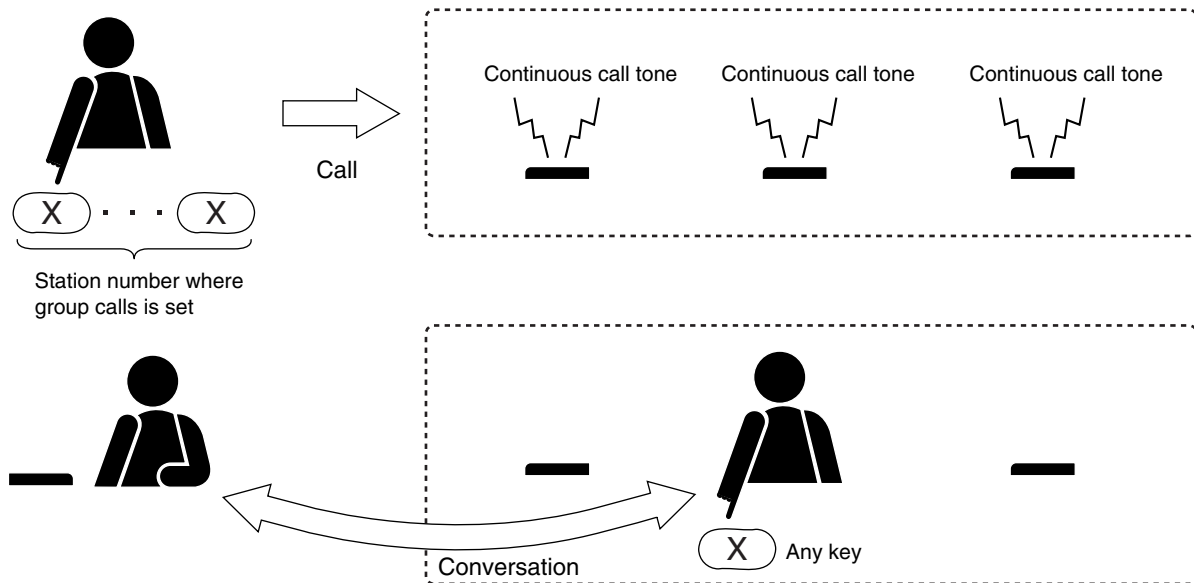 Continuous call tone
Continuous call tone
Continuous call tone
Call
X . . . X
Station number where
group calls is set
X
Any key
Conversation